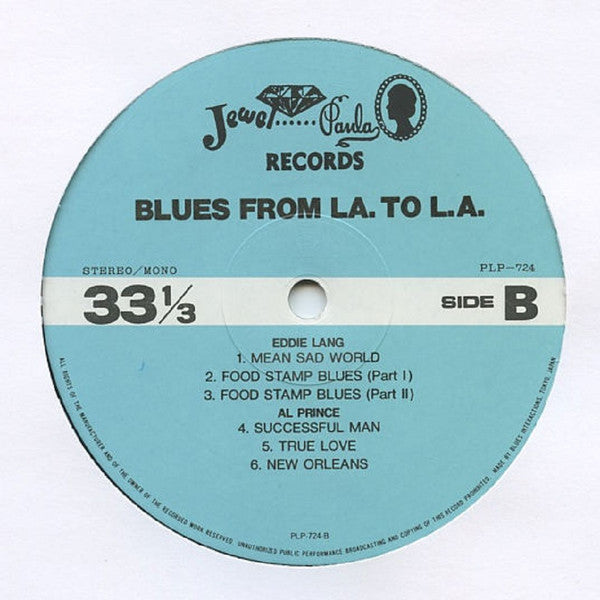 Jewel....... Paula
RECORDS
BLUES FROM LA. TO L.A.
STEREO/MONO
PLP-724
33 1/3
SIDE B
EDDIE LANG
1. MEAN SAD WORLD
2. FOOD STAMP BLUES (Part I)
3. FOOD STAMP BLUES (Part II)
AL PRINCE
4. SUCCESSFUL MAN
5. TRUE LOVE
6. NEW ORLEANS
PLP-724-B
ALL RIGHTS OF THE MANUFACTURER AND OF THE OWNER OF THE RECORDED WORK RESERVED. UNAUTHORIZED PUBLIC PERFORMANCE BROADCASTING AND COPYING OF THIS RECORD PROHIBITED. MADE BY BLUES INTERACTIONS, TOKYO, JAPAN